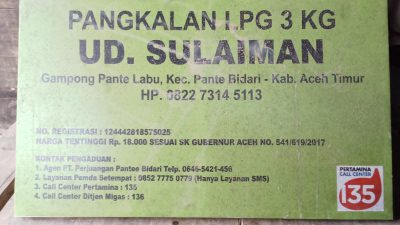 PANGKALAN LPG 3 KG
UD. SULAIMAN
Gampong Pante Labu, Kec. Pante Bidari - Kab. Aceh Timur
HP. 0822 7314 5113
NO. REGISTRASI : 124442818575025
HARGA TENTINGGI Rp. 18.000 SESUAI SK GUBERNUR ACEH NO. 541/619/2017
KONTAK PENGADUAN :
1. Agen PT. Perjuangan Pantee Bidari Telp. 0646-5421-456
2. Layanan Pemda Setempat : 0852 7775 0779 (Hanya Layanan SMS)
3. Call Center Pertamina : 135
4. Call Center Ditjen Migas : 136
PERTAMINA
CALL CENTER
135